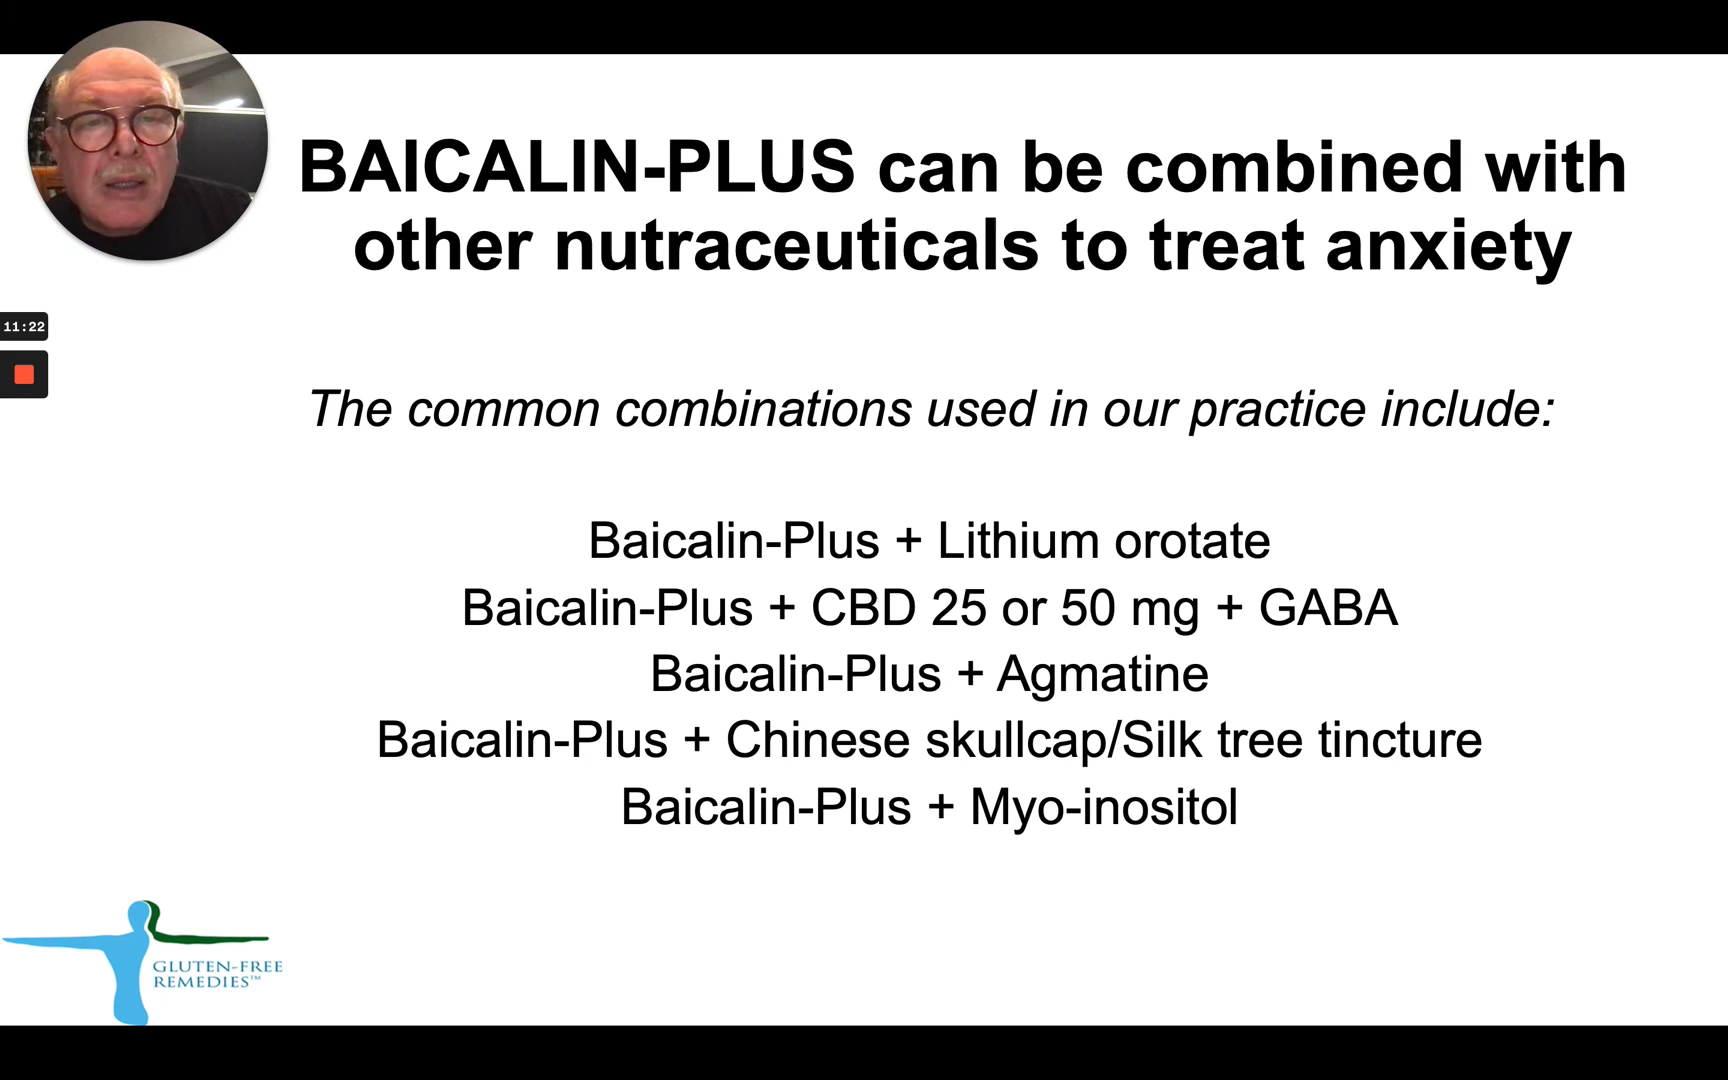 BAICALIN-PLUS can be combined with
other nutraceuticals to treat anxiety
11:22
The common combinations used in our practice include:
Baicalin-Plus + Lithium orotate
Baicalin-Plus + CBD 25 or 50 mg + GABA
Baicalin-Plus + Agmatine
Baicalin-Plus + Chinese skullcap/Silk tree tincture
Baicalin-Plus + Myo-inositol
GLUTEN-FREE
REMEDIES™